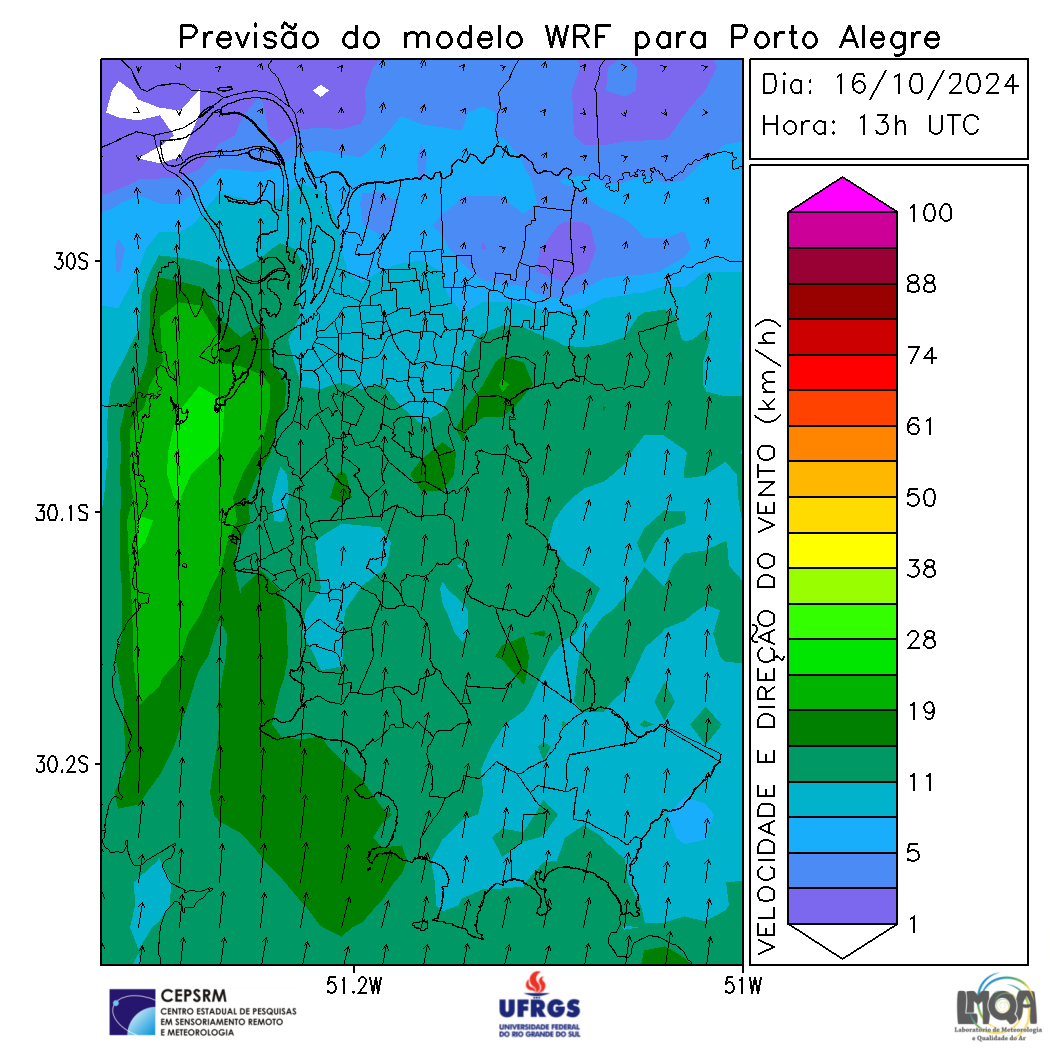 Previsão do modelo WRF para Porto Alegre
Dia: 16/10/2024
Hora: 13h UTC
30S
30.1S
30.2S
51.2W
51W
VELOCIDADE E DIREÇÃO DO VENTO (km/h)
100
88
74
61
50
38
28
19
11
5
1
CEPSRM
CENTRO ESTADUAL DE PESQUISAS
EM SENSORIAMENTO REMOTO
E METEOROLOGIA
UFRGS
UNIVERSIDADE FEDERAL
DO RIO GRANDE DO SUL
LMQA
Laboratório de Meteorologia
e Qualidade do Ar